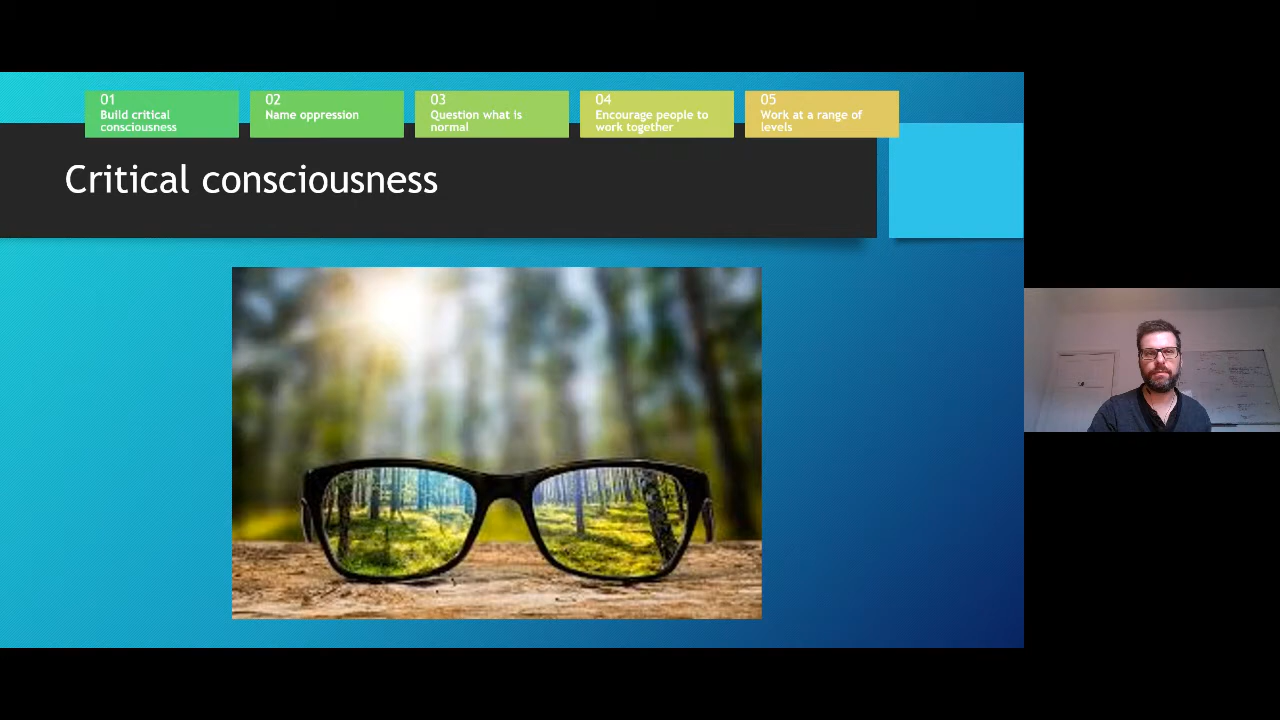 01
Build critical
consciousness
02
Name oppression
03
Question what is
normal
04
Encourage people to
work together
05
Work at a range of
levels
Critical consciousness